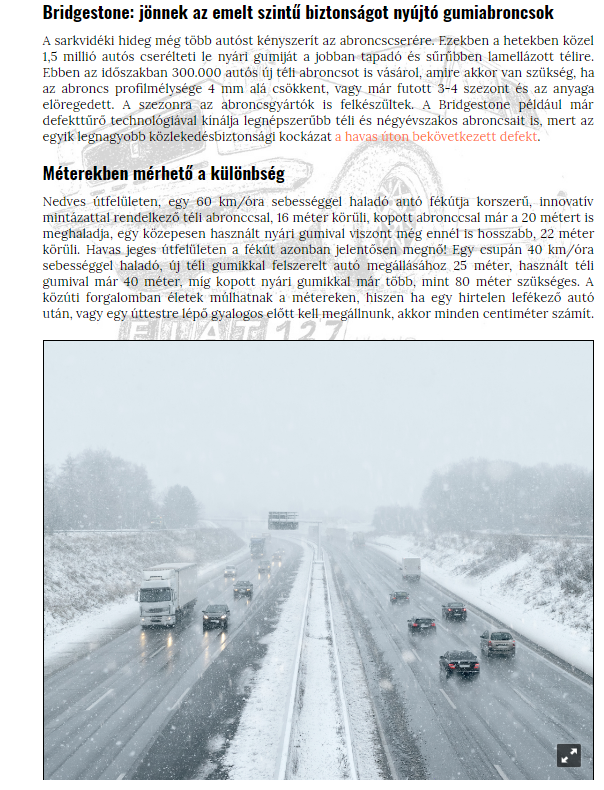 Bridgestone: jönnek az emelt szintű biztonságot nyújtó gumiabroncsok
A sarkvidéki hideg még több autóst kényszerít az abroncscserére. Ezekben a hetekben közel
1,5 millió autós cserélteti le nyári gumiját a jobban tapadó és sűrűbben lamellázott télire.
Ebben az időszakban 300.000 autós új téli abroncsot is vásárol, amire akkor van szükség, ha
az abroncs profilmélysége 4 mm alá csökkent, vagy már futott 3-4 szezont és az anyaga
elöregedett. A szezonra az abroncsgyártók is felkészültek. A Bridgestone például már
defekttűrő technologiával kínálja legnépszerűbb téli és négyévszakos abroncsait is, mert az
egyik legnagyobb közlekedésbiztonsági kockázat a havas úton bekövetkezett defekt.
Méterekben mérhető a különbség
Nedves útfelületen, egy 60 km/óra sebességgel haladó autó fékútja korszerű, innovatív
mintázattal rendelkező téli abronccsal, 16 méter körüli, kopott abronccsal már a 20 métert is
meghaladja, egy közepesen használt nyári gumival viszont még ennél is hosszabb, 22 méter
körüli. Havas jeges útfelületen a fékút azonban jelentősen megnő! Egy csupán 40 km/óra
sebességgel haladó, új téli gumikkal felszerelt autó megállásához 25 méter, használt téli
gumival már 40 méter, míg kopott nyári gumikkal már több, mint 80 méter szükséges. A
közúti forgalomban életek múlhatnak a métereken, hiszen ha egy hirtelen lefékező autó
után, vagy egy úttestre lépő gyalogos előtt kell megállnunk, akkor minden centiméter számít.
FIAT 127